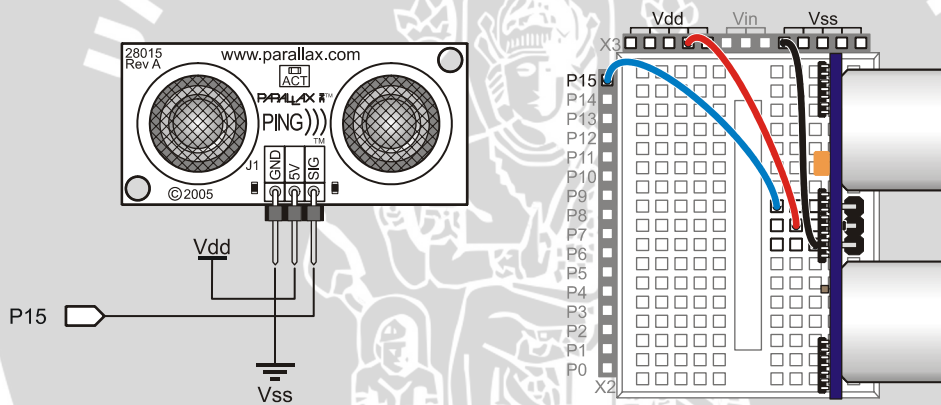 28015
Rev A
www.parallax.com
ACT
PARALLAX ™
PING)))™
J1
GND
5V
SIG
©2005
Vdd
P15
Vss
Vdd
Vin
Vss
X3
P15
P14
P13
P12
P11
P10
P9
P8
P7
P6
P5
P4
P3
P2
P1
P0
X2